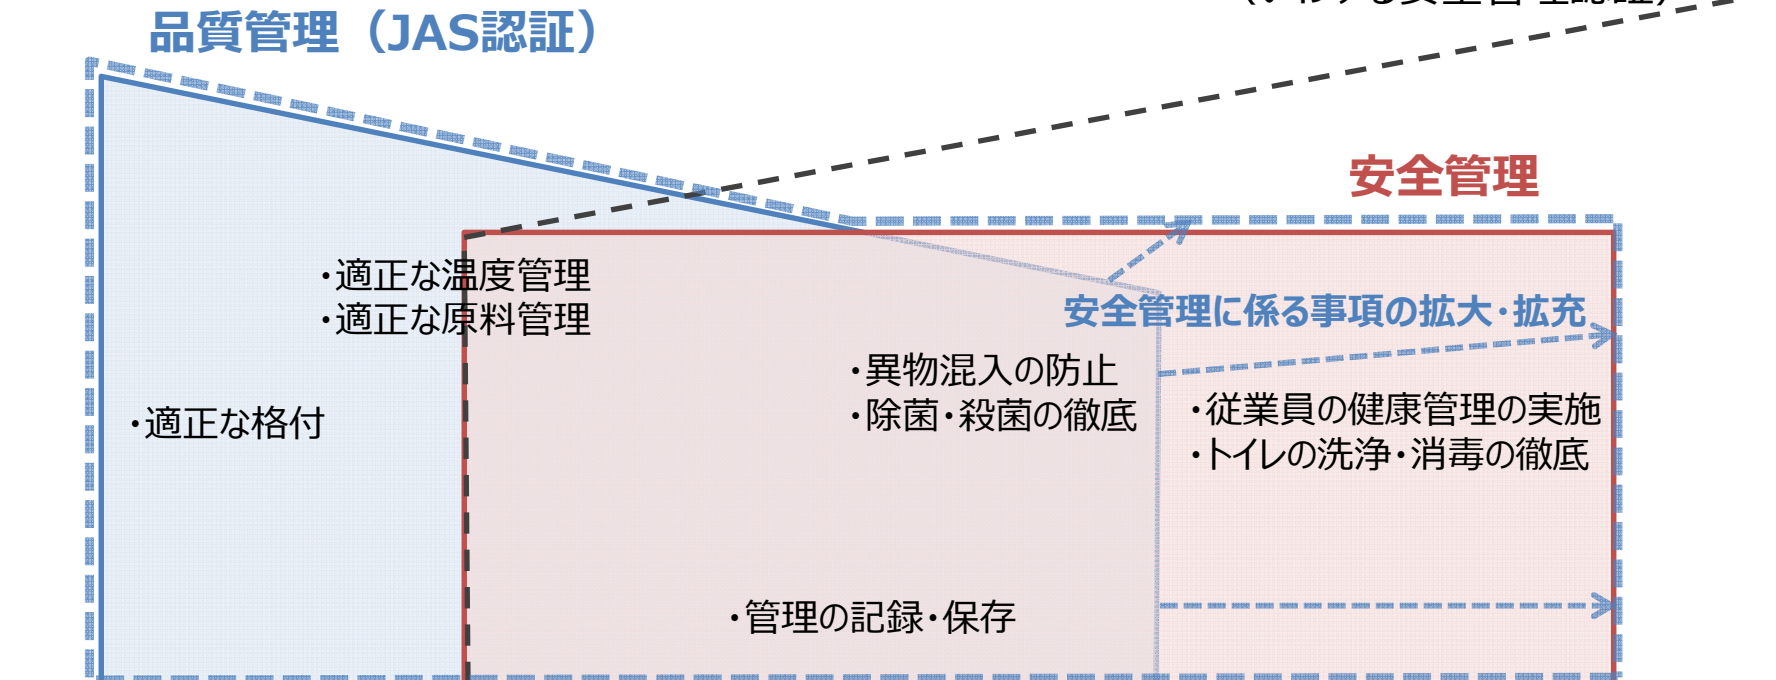 品質管理（JAS認証）
安全管理
・適正な温度管理
・適正な原料管理
安全管理に係る事項の拡大・拡充
・異物混入の防止
・除菌・殺菌の徹底
・従業員の健康管理の実施
・トイレの洗浄・消毒の徹底
・適正な格付
・管理の記録・保存